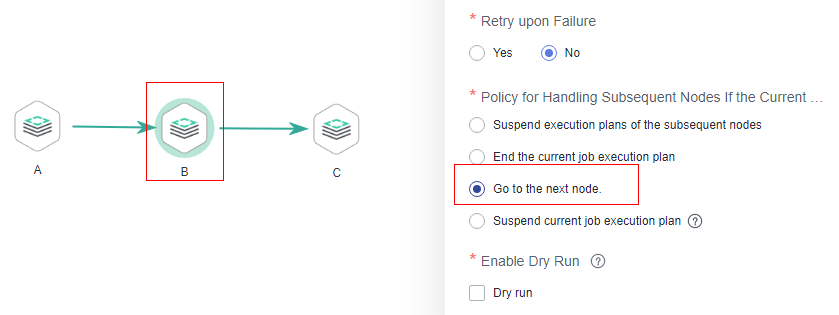 A
B
C
* Retry upon Failure
Yes
No
* Policy for Handling Subsequent Nodes If the Current ...
Suspend execution plans of the subsequent nodes
End the current job execution plan
Go to the next node.
Suspend current job execution plan ?
* Enable Dry Run ?
Dry run